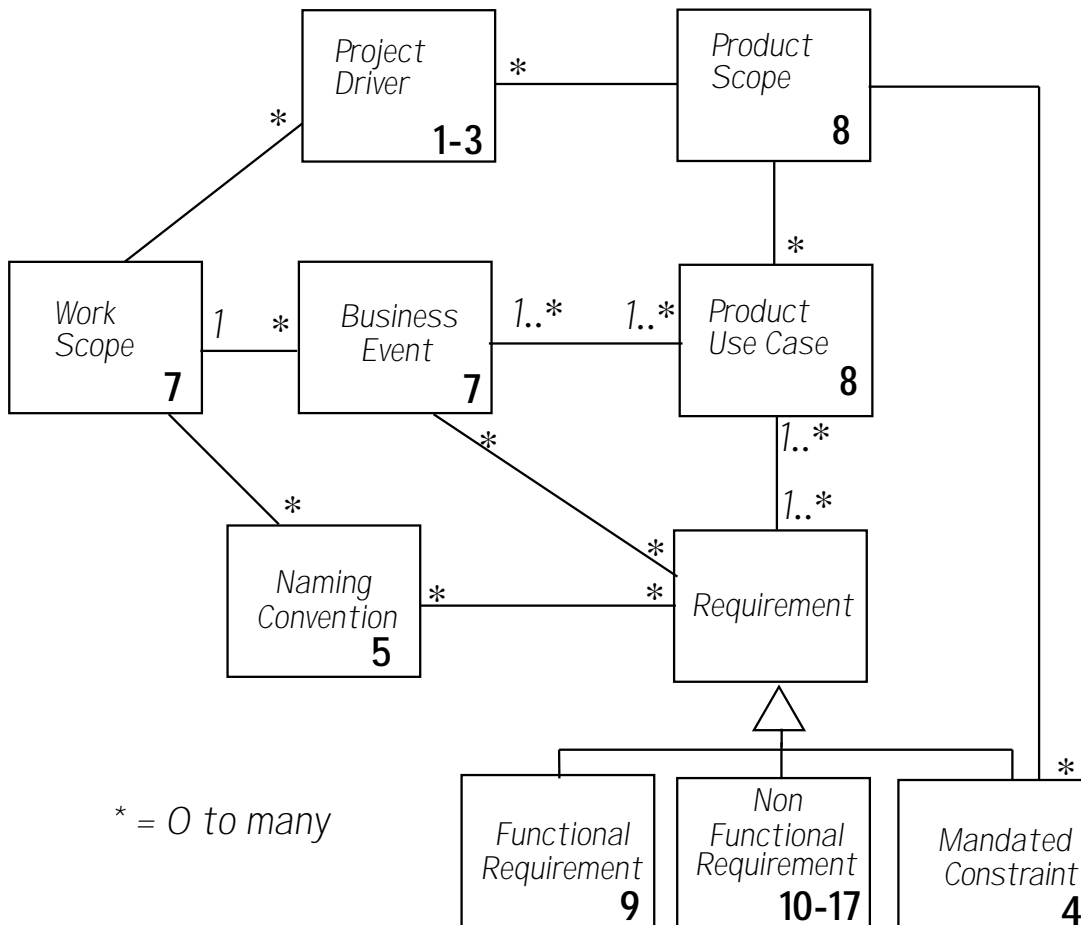 Project
Driver
1-3
*
*
Product
Scope
8
*
Work
Scope
7
1
*
Business
Event
7
1..*
1..*
Product
Use Case
8
1..*
1..*
*
*
*
Naming
Convention
5
*
*
Requirement
* = 0 to many
Functional
Requirement
9
Non
Functional
Requirement
10-17
*
Mandated
Constraint
4